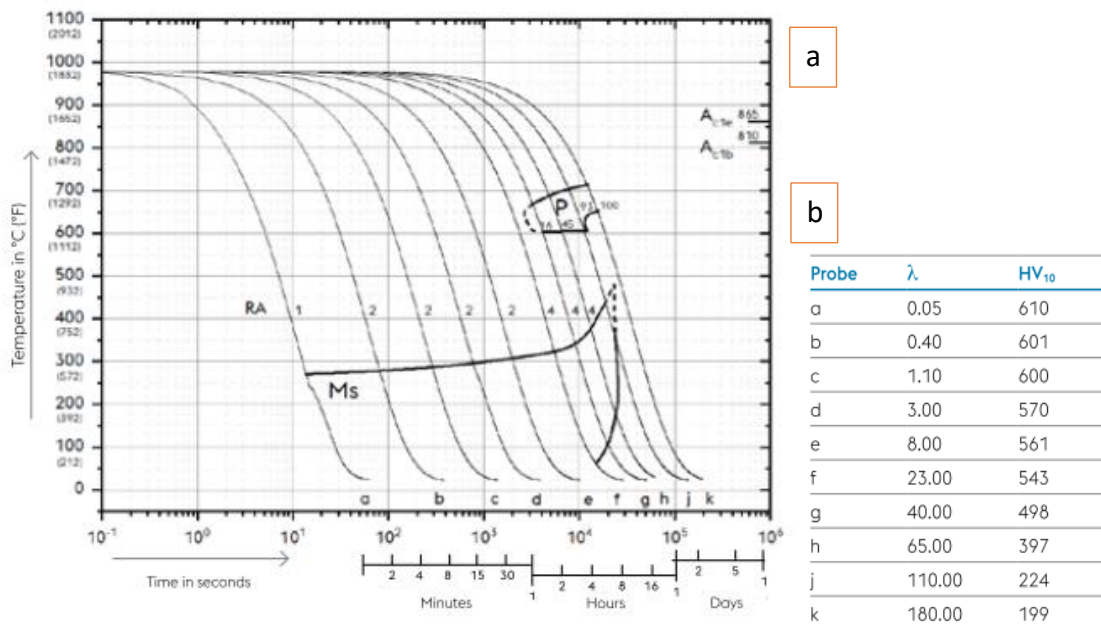 1100
(2012)
1000
(1832)
900
(1652)
800
(1472)
700
(1292)
600
(1112)
500
(932)
400
(752)
300
(572)
200
(392)
100
(212)
0
Temperature in °C (°F)
Ac1e 865
Ac1b 810
P 93 100
16 45
RA 1 2 2 2 2 4 4 4
Ms
a b c d e f g h j k
10-1 100 101 102 103 104 105 106
Time in seconds
2 4 8 15 30
1 2 4 8 16
1 2 5 1
Minutes Hours Days
a
b
Probe λ HV10
a 0.05 610
b 0.40 601
c 1.10 600
d 3.00 570
e 8.00 561
f 23.00 543
g 40.00 498
h 65.00 397
j 110.00 224
k 180.00 199